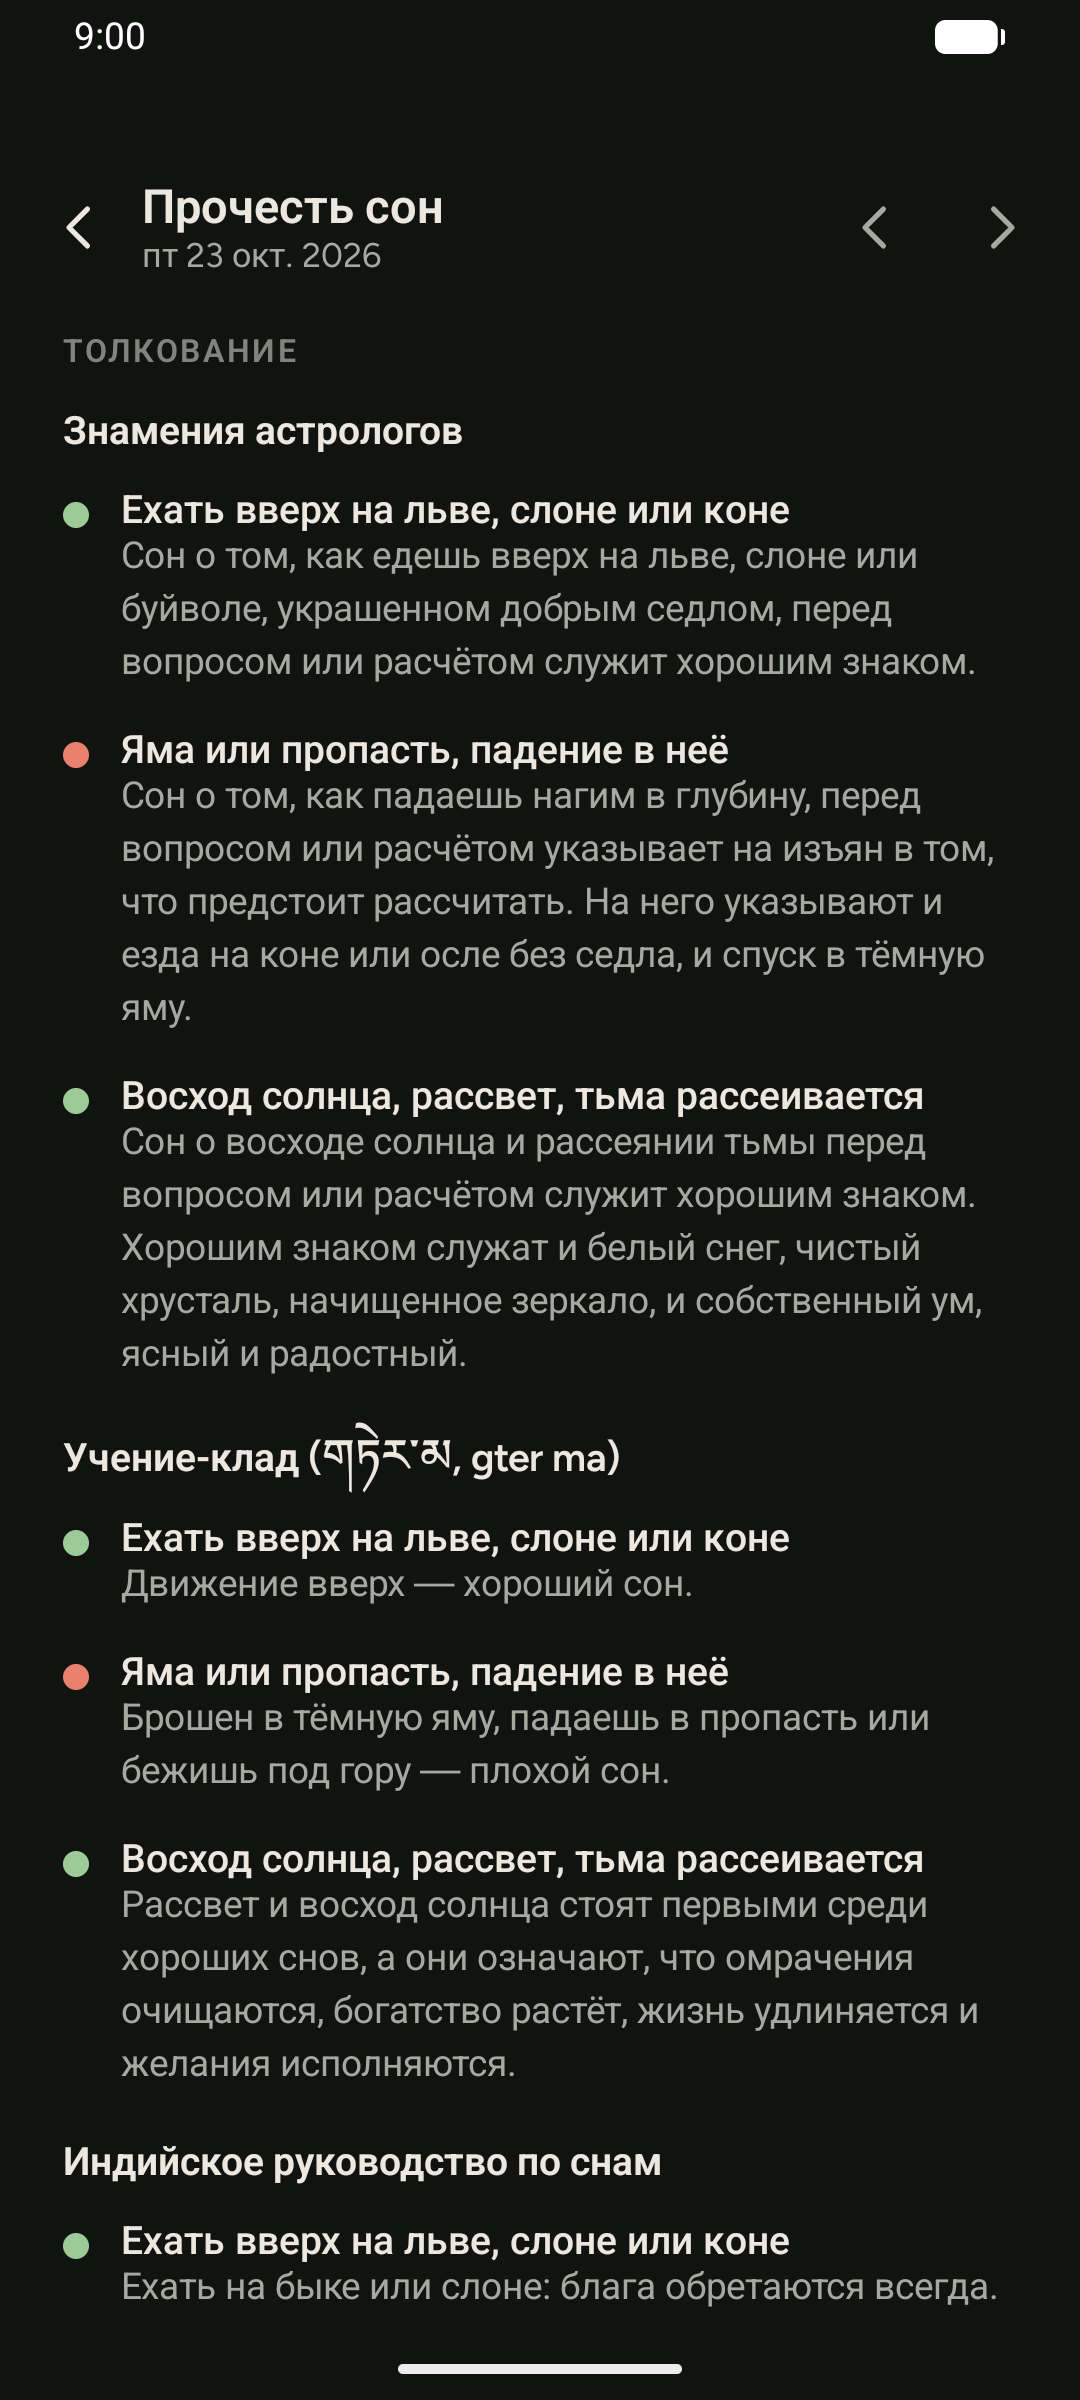 9:00
Прочесть сон
пт 23 окт. 2026
ТОЛКОВАНИЕ
Знамения астрологов
Ехать вверх на льве, слоне или коне
Сон о том, как едешь вверх на льве, слоне или
буйволе, украшенном добрым седлом, перед
вопросом или расчётом служит хорошим знаком.
Яма или пропасть, падение в неё
Сон о том, как падаешь нагим в глубину, перед
вопросом или расчётом указывает на изъян в том,
что предстоит рассчитать. На него указывают и
езда на коне или осле без седла, и спуск в тёмную
яму.
Восход солнца, рассвет, тьма рассеивается
Сон о восходе солнца и рассеянии тьмы перед
вопросом или расчётом служит хорошим знаком.
Хорошим знаком служат и белый снег, чистый
хрусталь, начищенное зеркало, и собственный ум,
ясный и радостный.
Учение-клад (གཏེར་མ, gter ma)
Ехать вверх на льве, слоне или коне
Движение вверх — хороший сон.
Яма или пропасть, падение в неё
Брошен в тёмную яму, падаешь в пропасть или
бежишь под гору — плохой сон.
Восход солнца, рассвет, тьма рассеивается
Рассвет и восход солнца стоят первыми среди
хороших снов, а они означают, что омрачения
очищаются, богатство растёт, жизнь удлиняется и
желания исполняются.
Индийское руководство по снам
Ехать вверх на льве, слоне или коне
Ехать на быке или слоне: блага обретаются всегда.